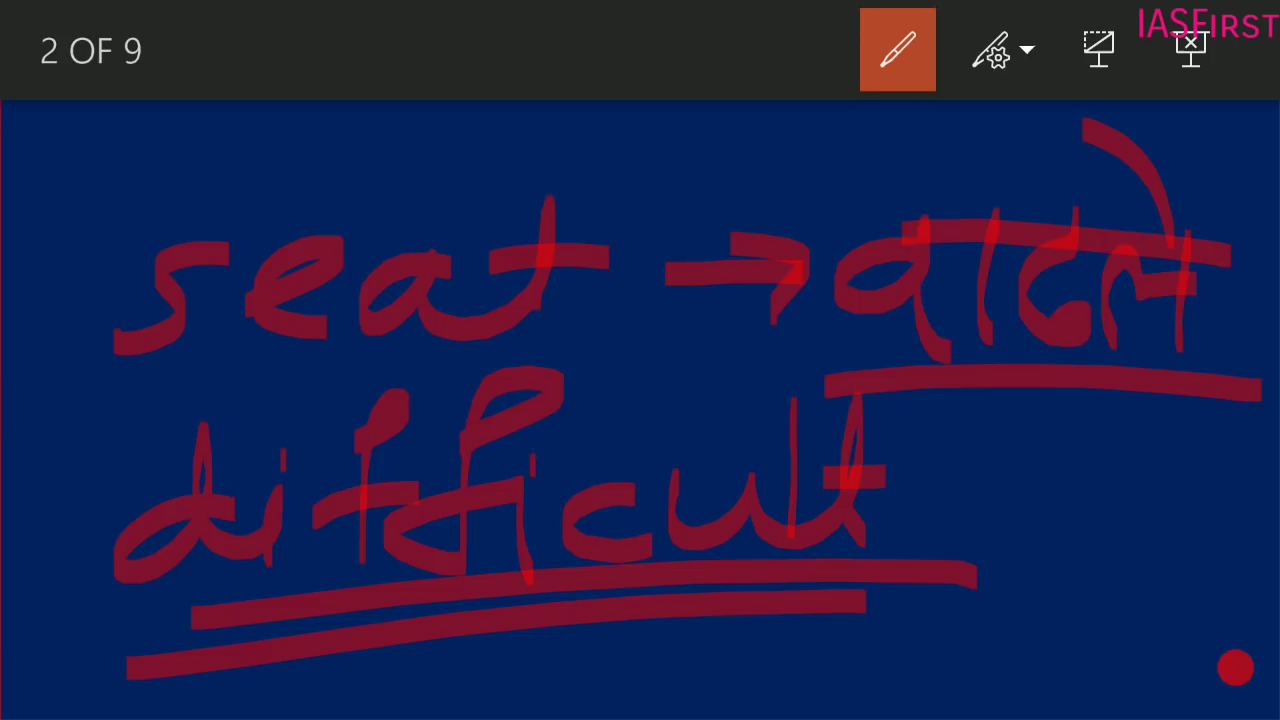 2 OF 9
IASFIRST
seat →
difficult